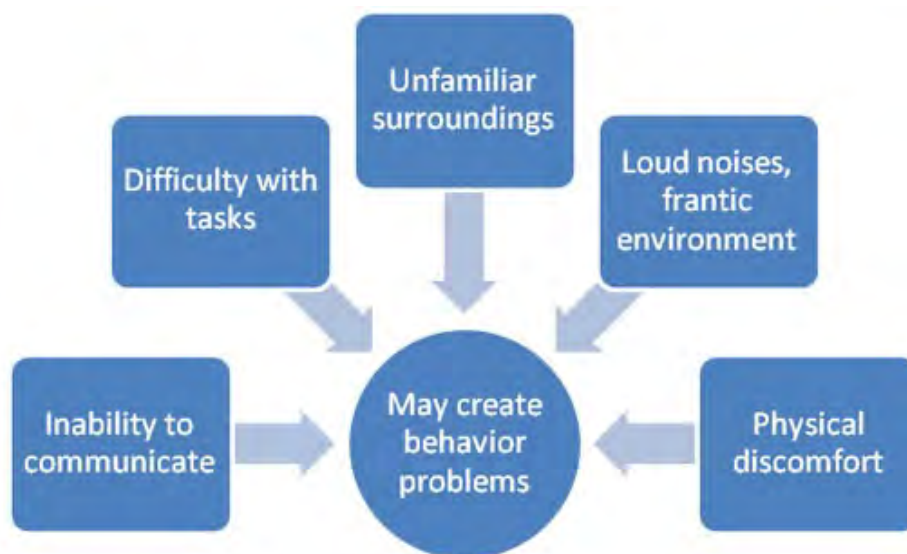 Unfamiliar
surroundings
Difficulty with
tasks
Loud noises,
frantic
environment
Inability to
communicate
May create
behavior
problems
Physical
discomfort